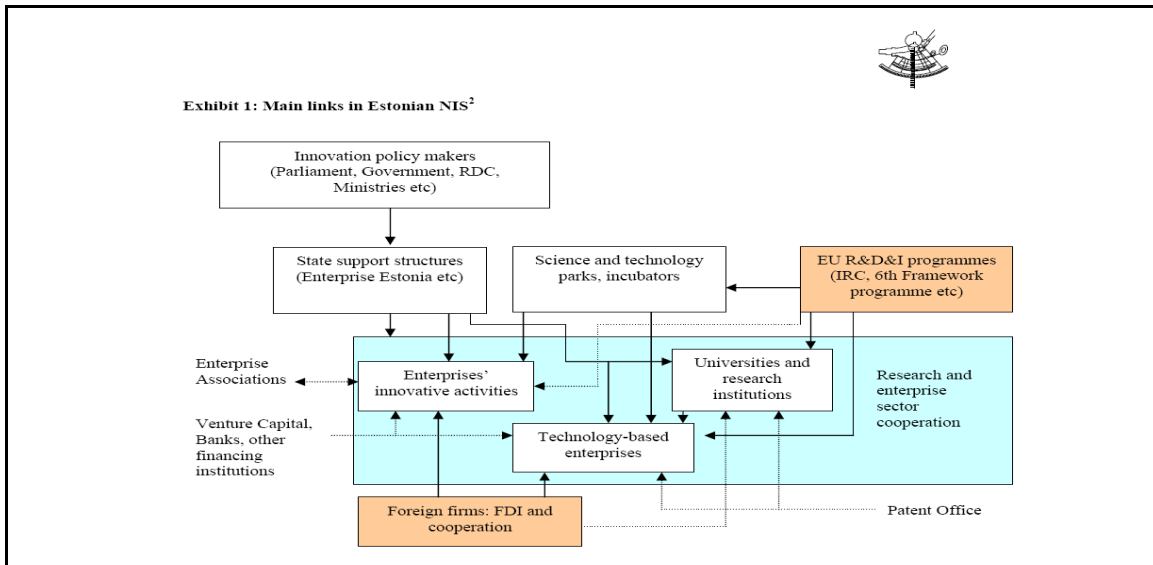 Exhibit 1: Main links in Estonian NIS2
Innovation policy makers
(Parliament, Government, RDC,
Ministries etc)
State support structures
(Enterprise Estonia etc)
Science and technology
parks, incubators
EU R&D&I programmes
(IRC, 6th Framework
programme etc)
Enterprise
Associations
Enterprises’
innovative activities
Universities and
research
institutions
Research and
enterprise
sector
cooperation
Venture Capital,
Banks, other
financing
institutions
Technology-based
enterprises
Foreign firms: FDI and
cooperation
Patent Office